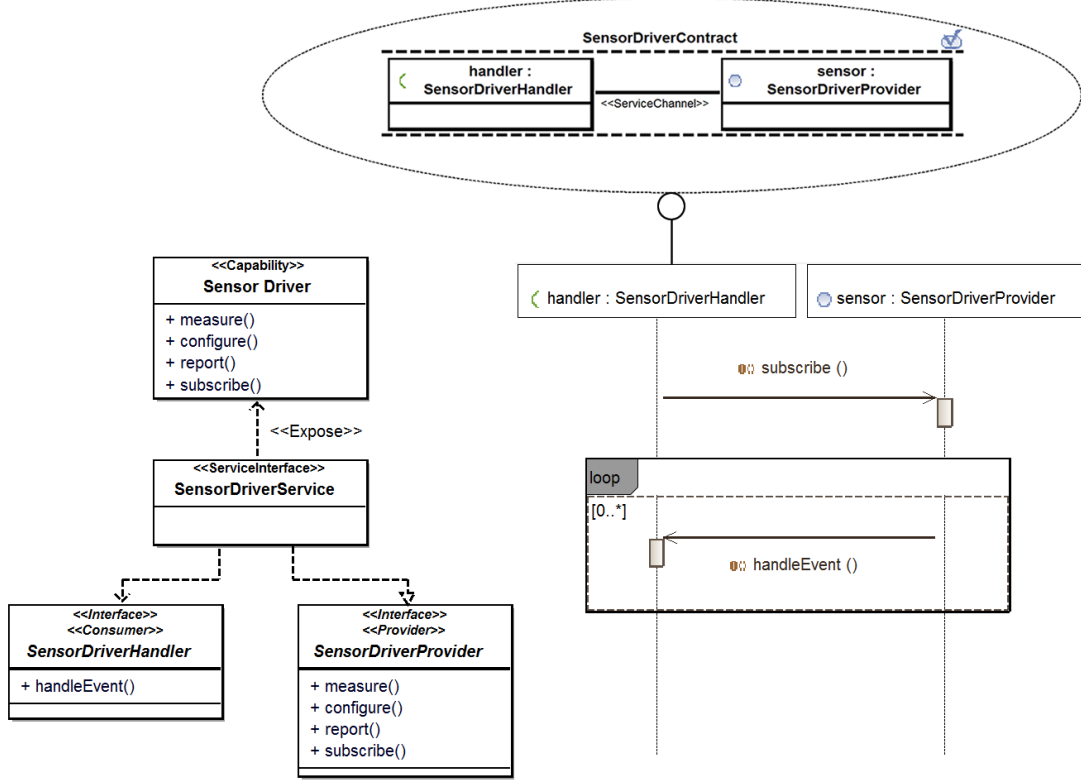 SensorDriverContract
handler :
SensorDriverHandler
<<ServiceChannel>>
sensor :
SensorDriverProvider
<<Capability>>
Sensor Driver
+ measure()
+ configure()
+ report()
+ subscribe()
<<Expose>>
<<ServiceInterface>>
SensorDriverService
<<Interface>>
<<Consumer>>
SensorDriverHandler
+ handleEvent()
<<Interface>>
<<Provider>>
SensorDriverProvider
+ measure()
+ configure()
+ report()
+ subscribe()
handler : SensorDriverHandler
sensor : SensorDriverProvider
subscribe ()
loop
[0..*]
handleEvent ()